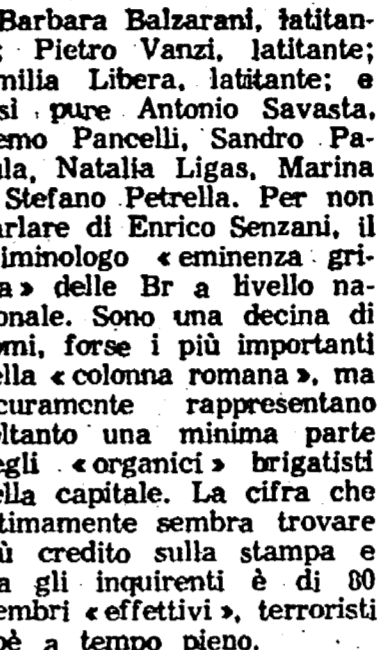 Barbara Balzarani, latitan-
; Pietro Vanzi, latitante;
milia Libera, latitante; e
sì pure Antonio Savasta,
emo Pancelli, Sandro Pa-
ula, Natalia Ligas, Marina
Stefano Petrella. Per non
arlare di Enrico Senzani, il
iminologo «eminenza gri-
a» delle Br a livello na-
onale. Sono una decina di
omi, forse i più importanti
ella «colonna romana», ma
curamente rappresentano
oltanto una minima parte
egli «organici» brigatisti
ella capitale. La cifra che
timamente sembra trovare
ù credito sulla stampa e
a gli inquirenti è di 80
embri «effettivi», terroristi
oè a tempo pieno.